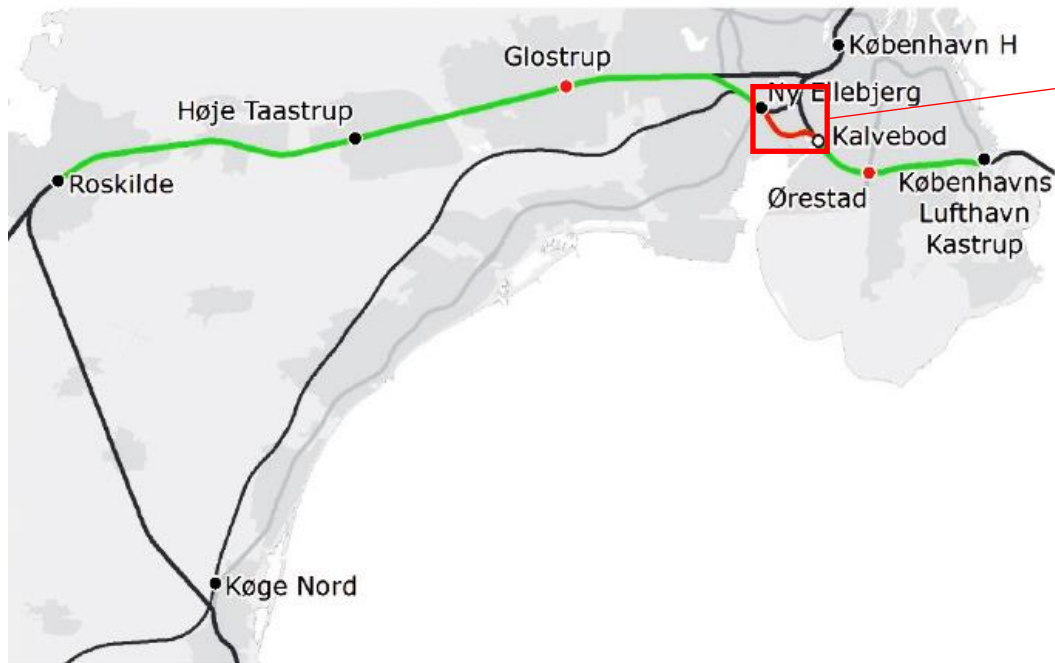 København H
Glostrup
Ny Ellebjerg
Høje Taastrup
Kalvebod
Roskilde
Ørestad
Københavns
Lufthavn
Kastrup
Køge Nord